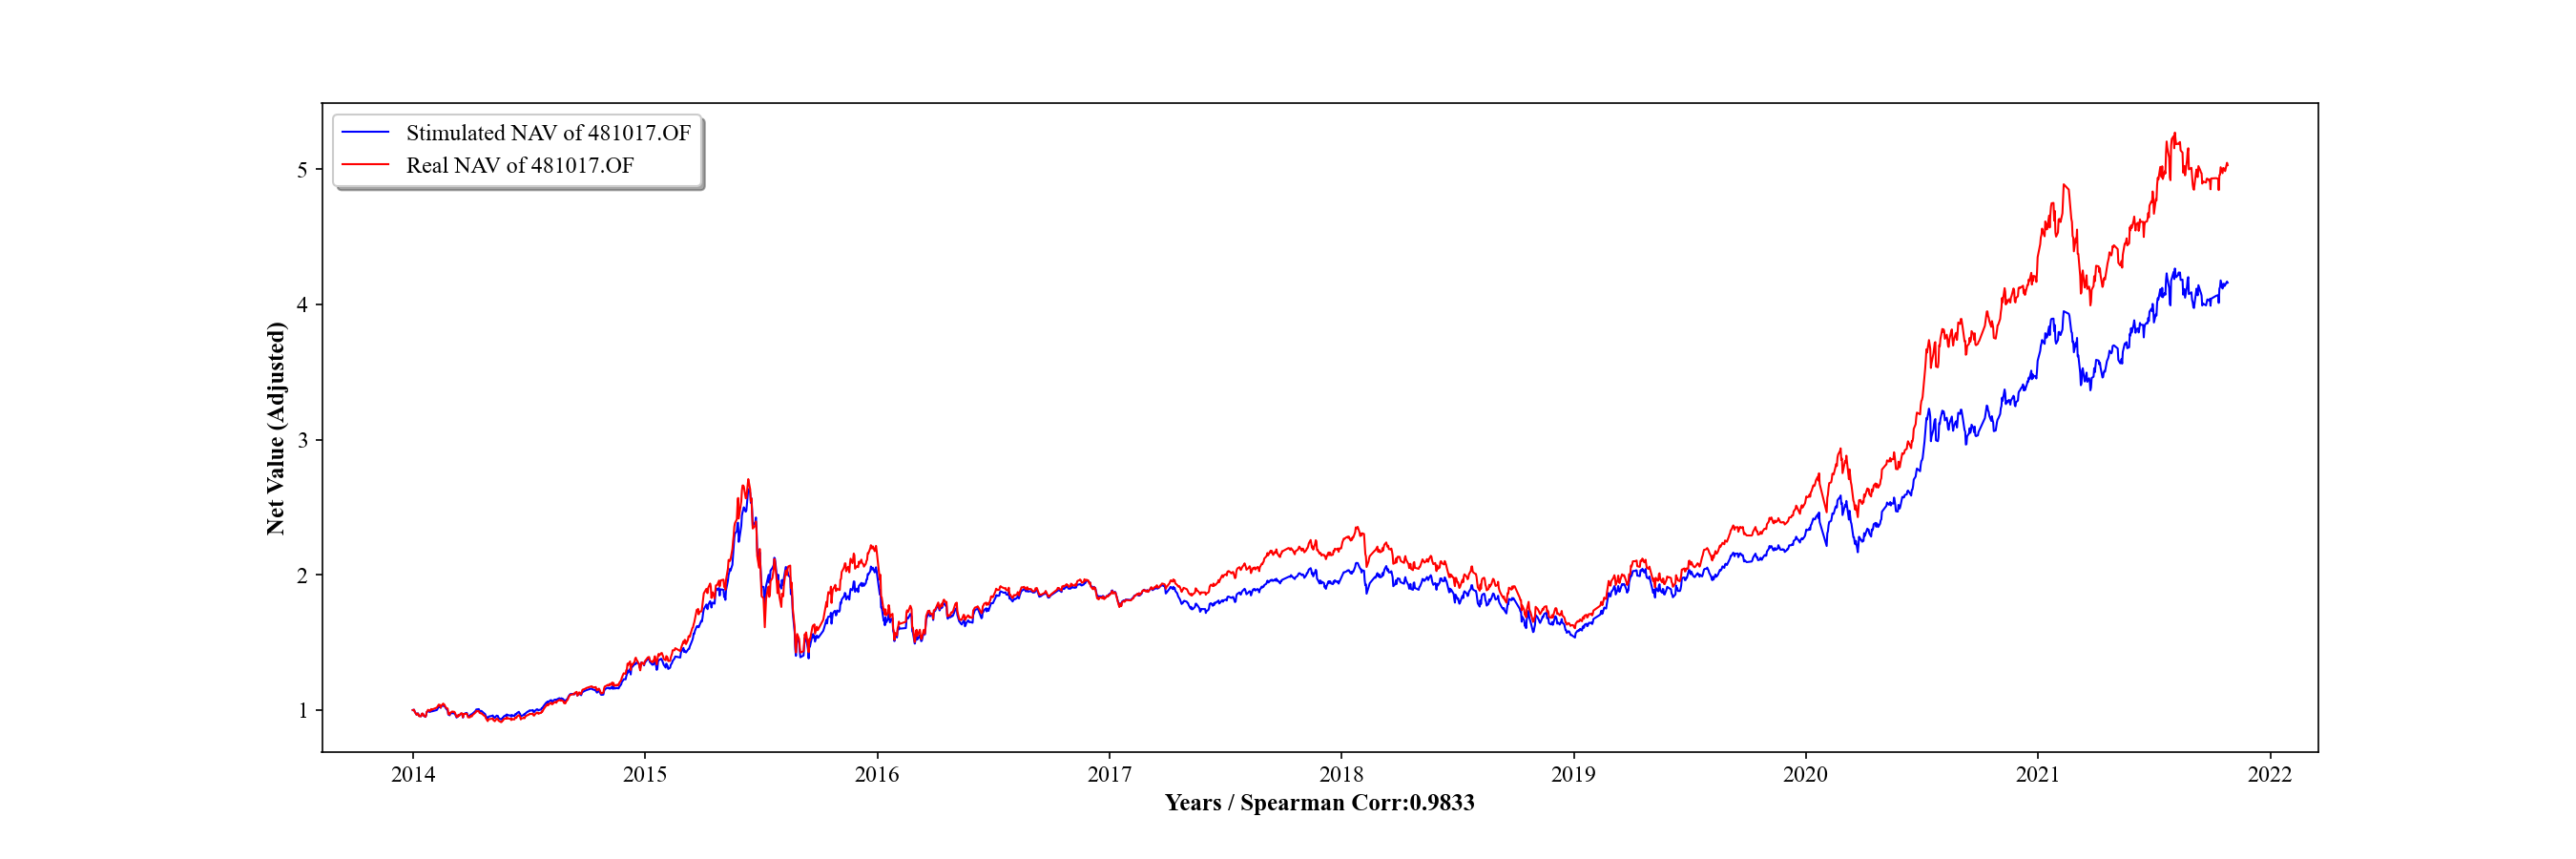 Stimulated NAV of 481017.OF
Real NAV of 481017.OF
5
4
3
2
1
Net Value (Adjusted)
2014 2015 2016 2017 2018 2019 2020 2021 2022
Years / Spearman Corr:0.9833